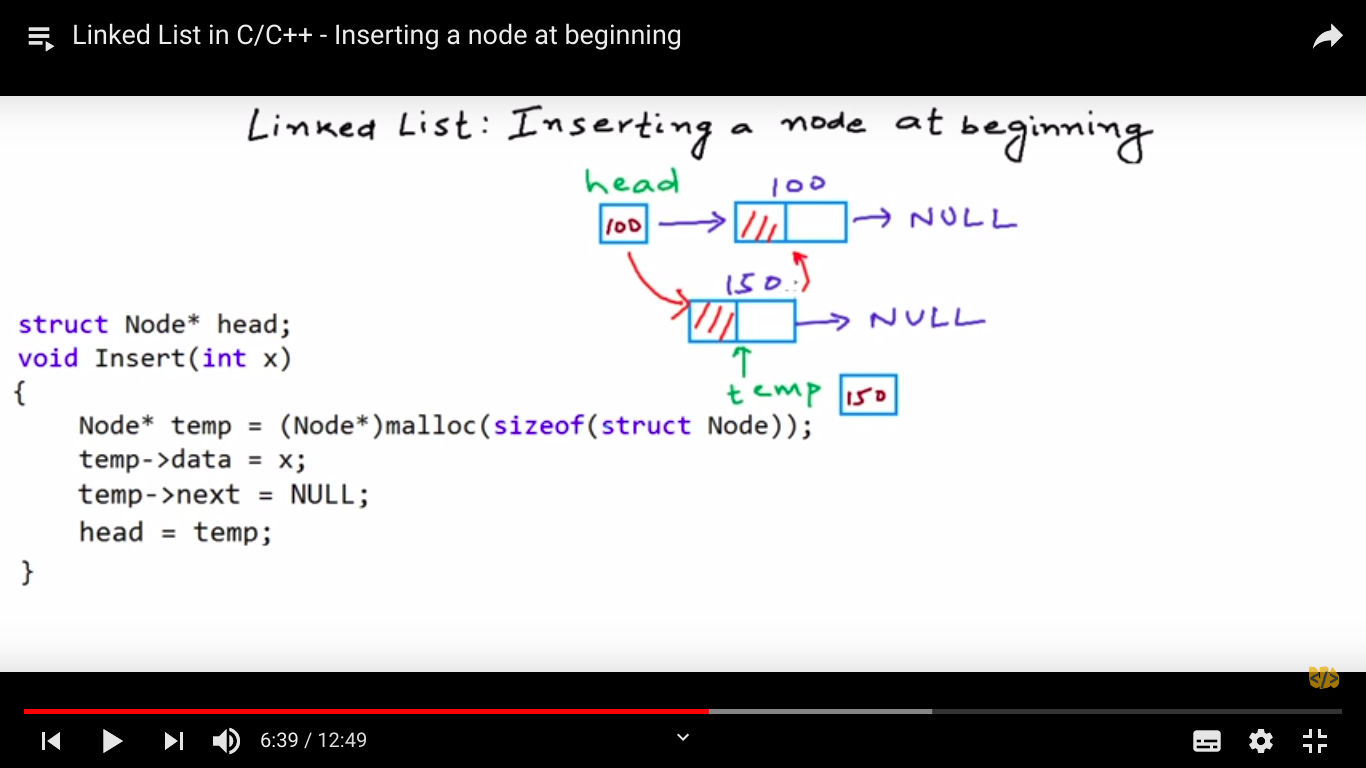 Linked List in C/C++ - Inserting a node at beginning
Linked List: Inserting a node at beginning
head
100
100
NULL
150
NULL
temp
150
struct Node* head;
void Insert(int x)
{
Node* temp = (Node*)malloc(sizeof(struct Node));
temp->data = x;
temp->next = NULL;
head = temp;
}
</>
6:39 / 12:49